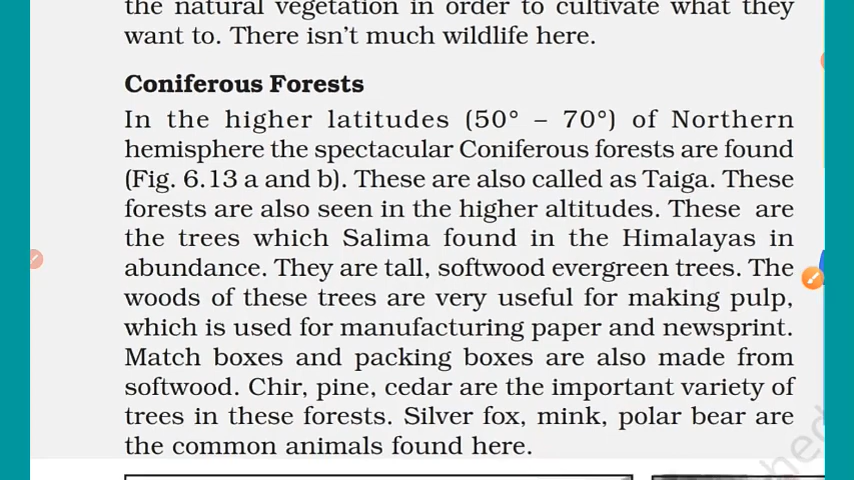 the natural vegetation in order to cultivate what they
want to. There isn't much wildlife here.
Coniferous Forests
In the higher latitudes (50° – 70°) of Northern
hemisphere the spectacular Coniferous forests are found
(Fig. 6.13 a and b). These are also called as Taiga. These
forests are also seen in the higher altitudes. These are
the trees which Salima found in the Himalayas in
abundance. They are tall, softwood evergreen trees. The
woods of these trees are very useful for making pulp,
which is used for manufacturing paper and newsprint.
Match boxes and packing boxes are also made from
softwood. Chir, pine, cedar are the important variety of
trees in these forests. Silver fox, mink, polar bear are
the common animals found here.